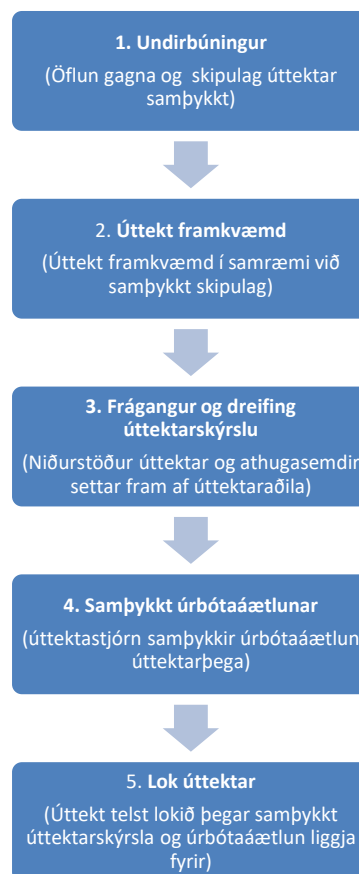 1. Undirbúningur
(Öflun gagna og skipulag úttektar
samþykkt)
2. Úttekt framkvæmd
(Úttekt framkvæmd í samræmi við
samþykkt skipulag)
3. Frágangur og dreifing
úttektarskýrslu
(Niðurstöður úttektar og athugasemdir
settar fram af úttektaraðila)
4. Samþykkt úrbótaáætlunar
(úttektastjórn samþykkir úrbótaáætlun
úttektarþega)
5. Lok úttektar
(Úttekt telst lokið þegar samþykkt
úttektarskýrsla og úrbótaáætlun liggja
fyrir)